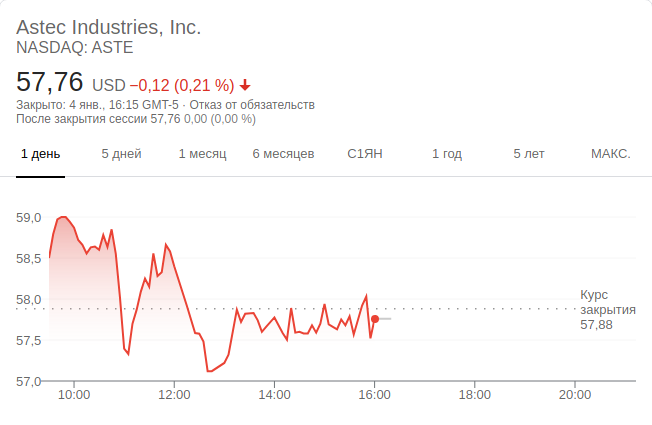 Astec Industries, Inc.
NASDAQ: ASTE
57,76 USD −0,12 (0,21 %)
Закрыто: 4 янв., 16:15 GMT-5 · Отказ от обязательств
После закрытия сессии 57,76 0,00 (0,00 %)
1 день 5 дней 1 месяц 6 месяцев С1ЯН 1 год 5 лет МАКС.
59,0
58,5
58,0
57,5
57,0
Курс
закрытия
57,88
10:00 12:00 14:00 16:00 18:00 20:00